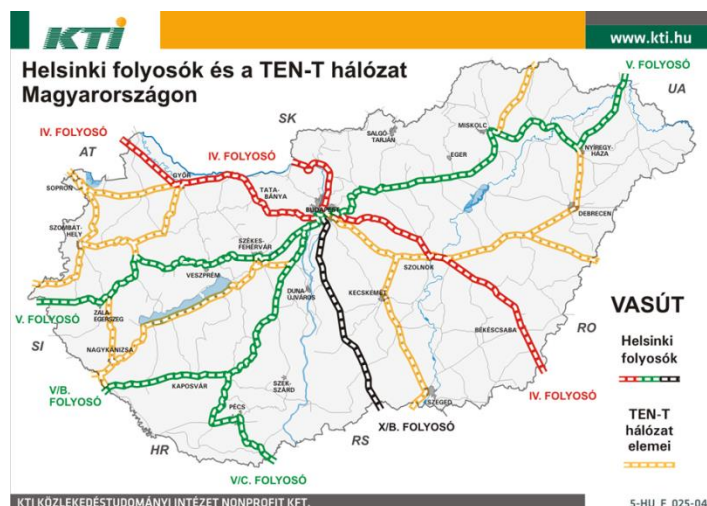 KTI
www.kti.hu
Helsinki folyosók és a TEN-T hálózat
Magyarországon
V. FOLYOSÓ
UA
SK
IV. FOLYOSÓ
IV. FOLYOSÓ
AT
SALGÓ-
TARJÁN
MISKOLC
EGER
NYÍREGY-
HÁZA
GYŐR
TATA-
BÁNYA
SOPRON
BUDAPEST
DEBRECEN
SZOMBAT-
HELY
SZÉKES-
FEHÉRVÁR
VESZPRÉM
SZOLNOK
DUNA-
ÚJVÁROS
KECSKEMÉT
V. FOLYOSÓ
ZALA-
EGERSZEG
SI
NAGYKANIZSA
BÉKÉSCSABA
RO
VASÚT
Helsinki
folyosók
V/B.
FOLYOSÓ
KAPOSVÁR
SZEK-
SZÁRD
PÉCS
SZEGED
IV. FOLYOSÓ
X/B. FOLYOSÓ
HR
RS
V/C. FOLYOSÓ
TEN-T
hálózat
elemei
KTI KÖZLEKEDÉSTUDOMÁNYI INTÉZET NONPROFIT KFT.
5-HU_F_025-04